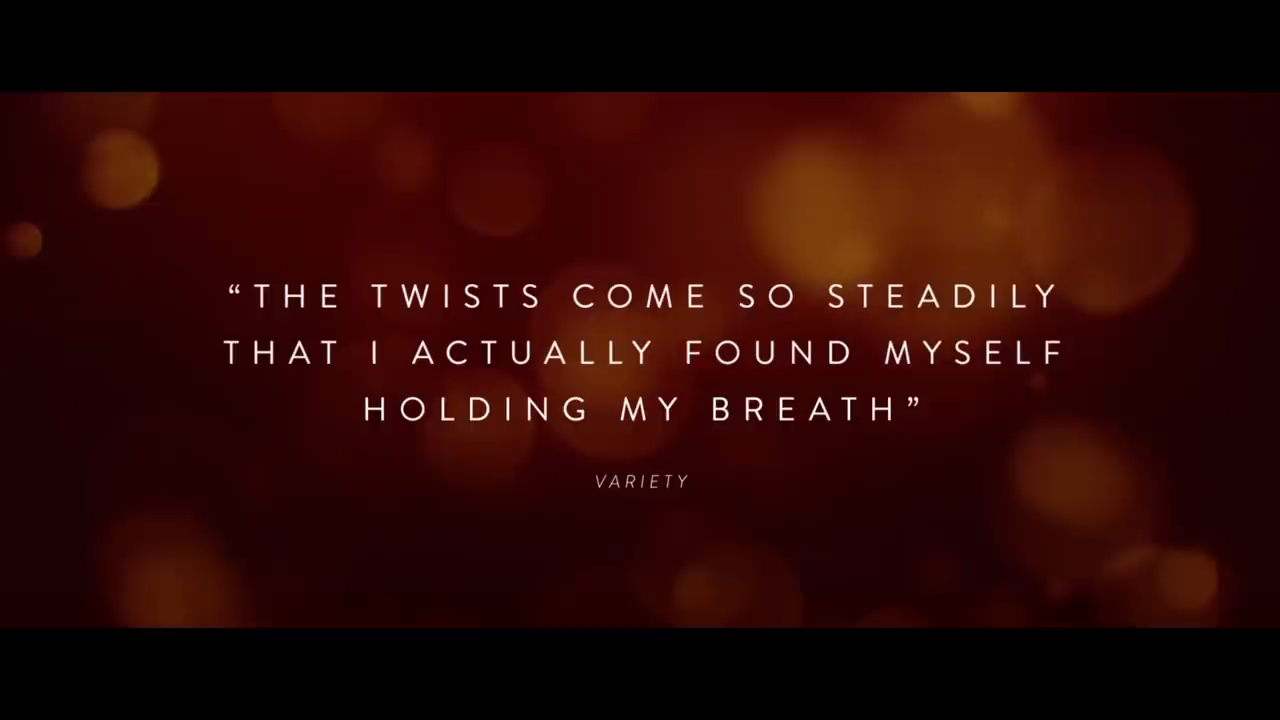 “THE TWISTS COME SO STEADILY
THAT I ACTUALLY FOUND MYSELF
HOLDING MY BREATH”
VARIETY